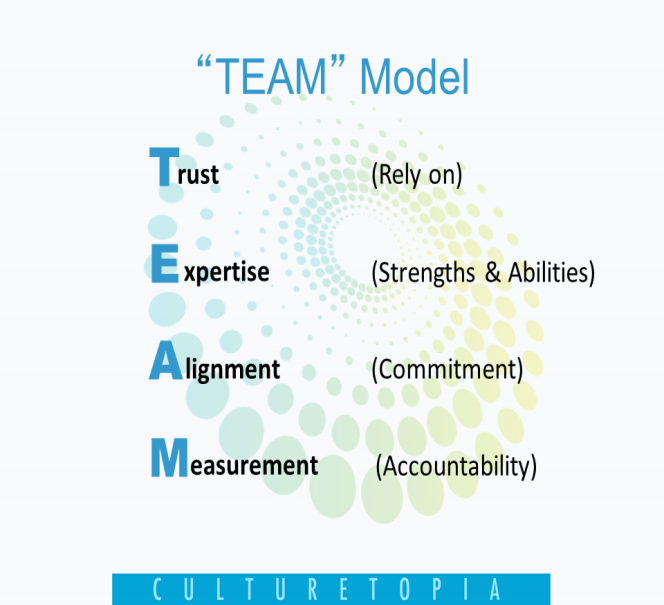 “TEAM” Model
Trust (Rely on)
Expertise (Strengths & Abilities)
Alignment (Commitment)
Measurement (Accountability)
CULTURETOPIA